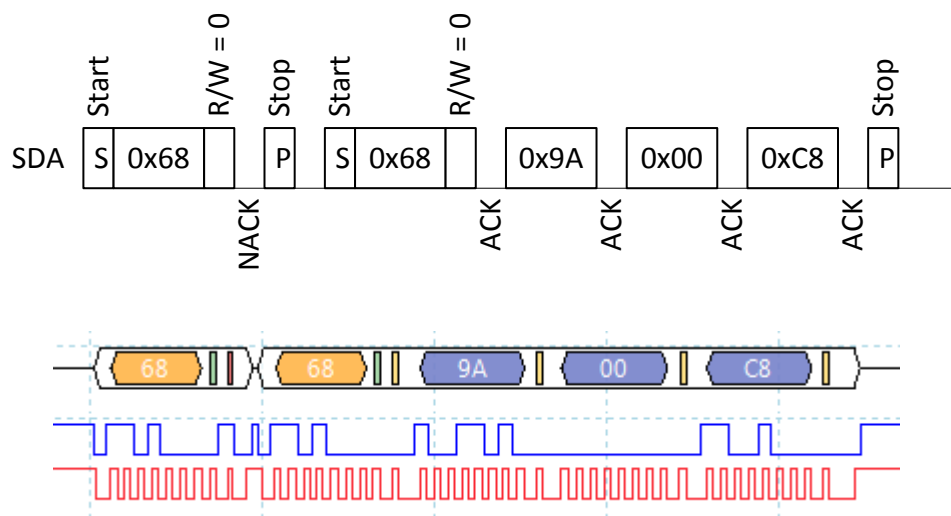 Start R/W = 0 Stop Start R/W = 0 Stop
SDA S 0x68 P S 0x68 0x9A 0x00 0xC8 P
NACK ACK ACK ACK ACK
68 68 9A 00 C8